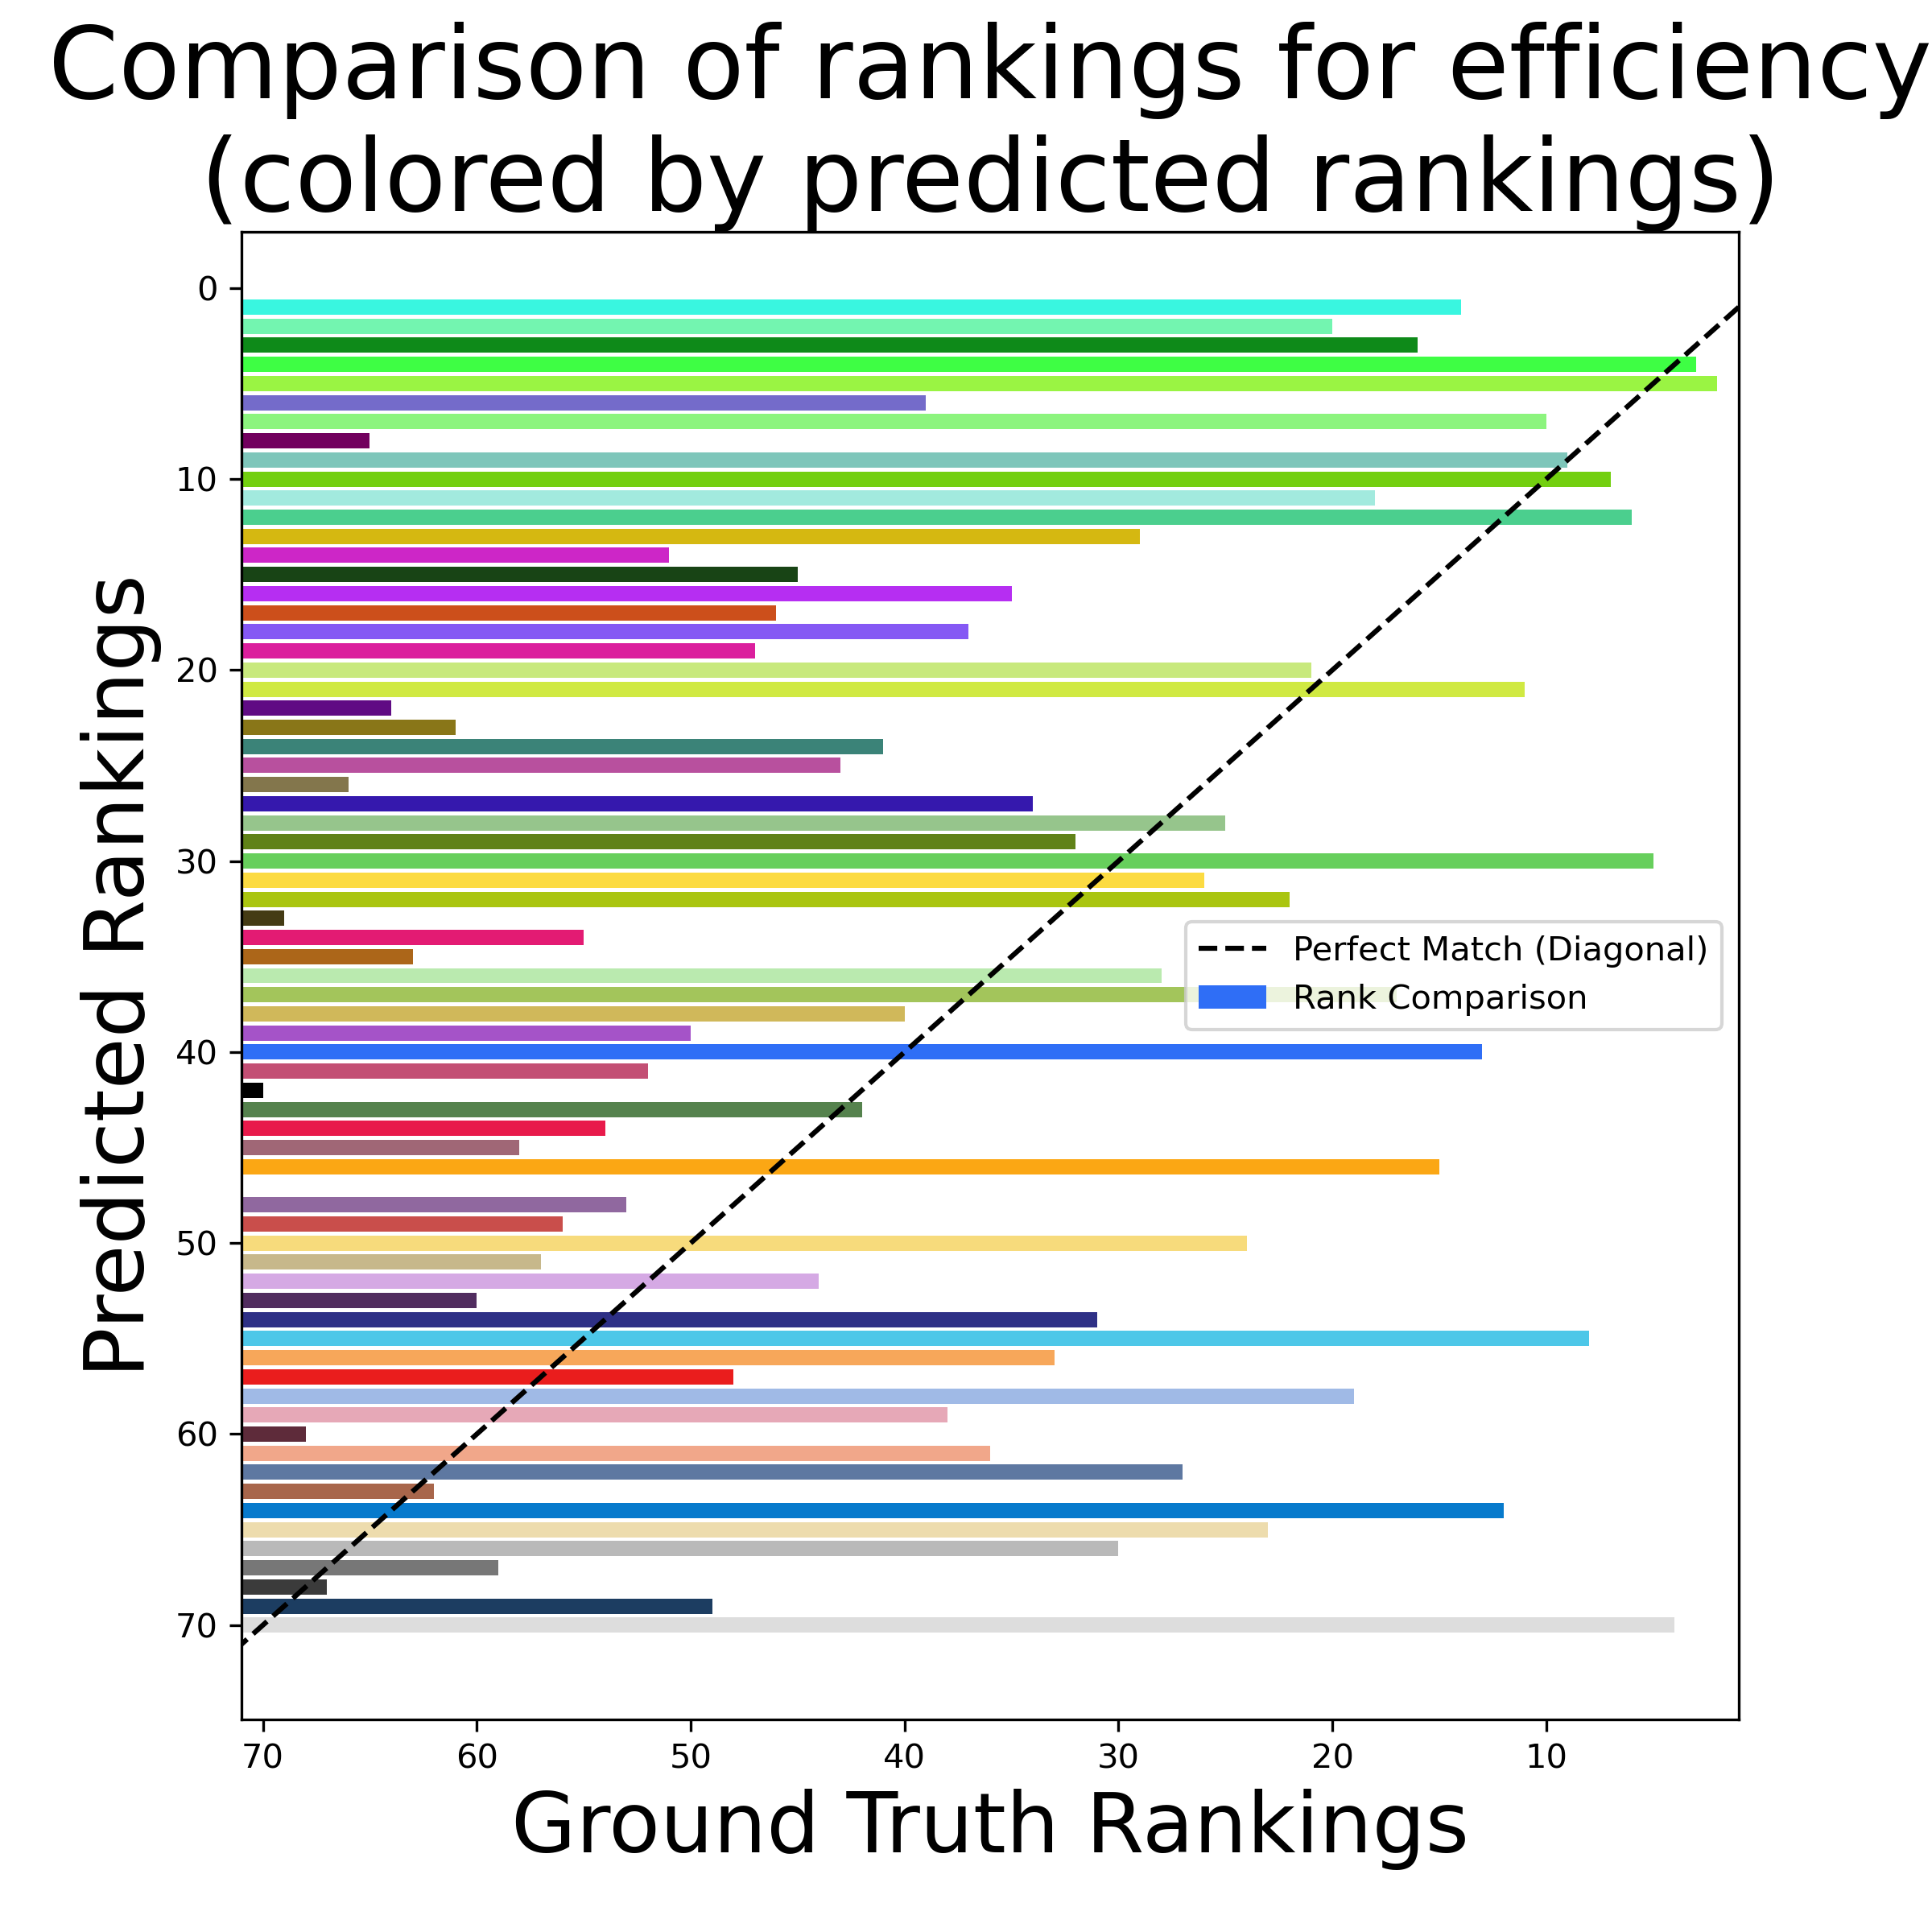 Comparison of rankings for efficiency
(colored by predicted rankings)
Predicted Rankings
0
10
20
30
40
50
60
70
Perfect Match (Diagonal)
Rank Comparison
70 60 50 40 30 20 10
Ground Truth Rankings